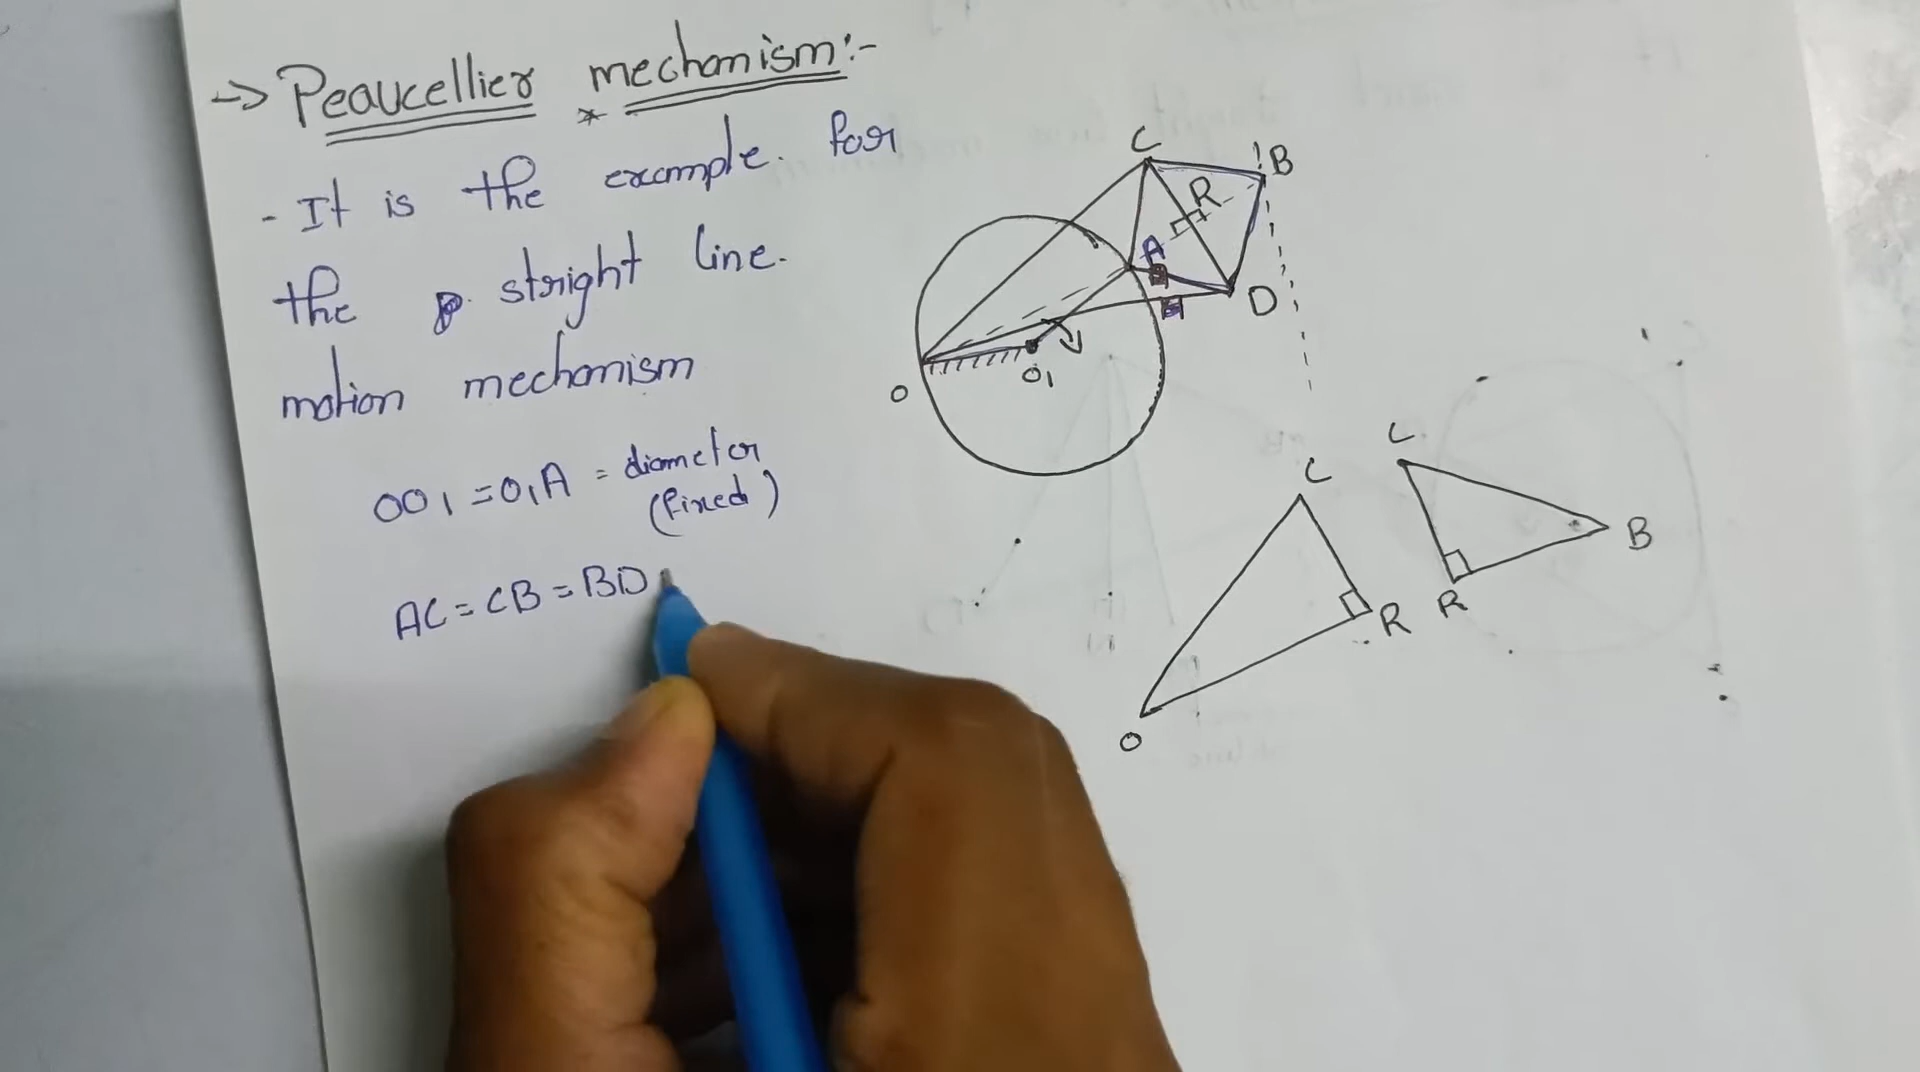 -> Peaucellier mechanism:-
- It is the example. for
the stright line.
motion mechanism
OO1 = O1A = diameter
(fixed)
AC = CB = BD
C
B
R
A
D
O
O1
C
R
O
C
B
R